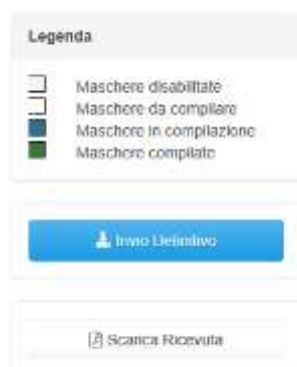 Legenda
Maschere disabilitate
Maschere da compilare
Maschere in compilazione
Maschere compilate
Invio Definitivo
Scarica Ricevuta